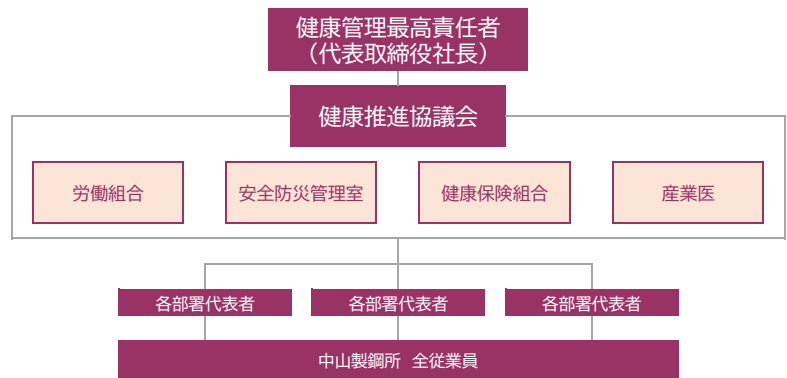 健康管理最高責任者
（代表取締役社長）
健康推進協議会
労働組合
安全防災管理室
健康保険組合
産業医
各部署代表者
各部署代表者
各部署代表者
中山製鋼所 全従業員